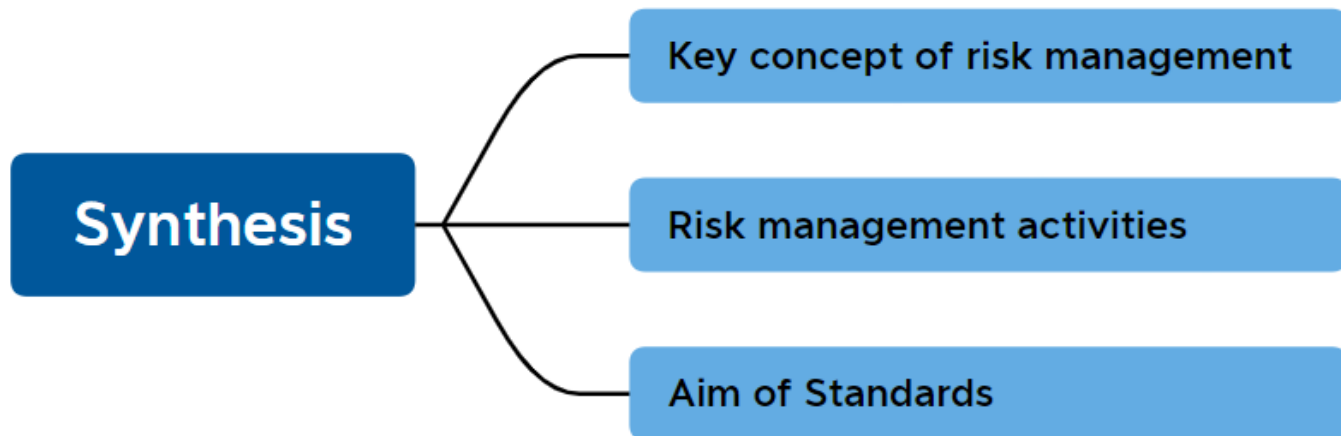 Synthesis
Key concept of risk management
Risk management activities
Aim of Standards